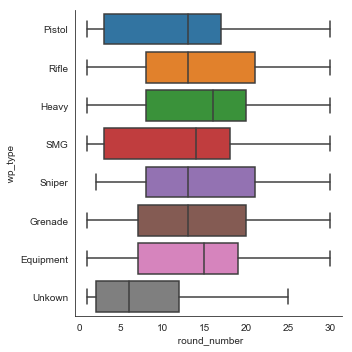 Pistol
Rifle
Heavy
SMG
Sniper
Grenade
Equipment
Unkown
wp_type
0 5 10 15 20 25 30
round_number